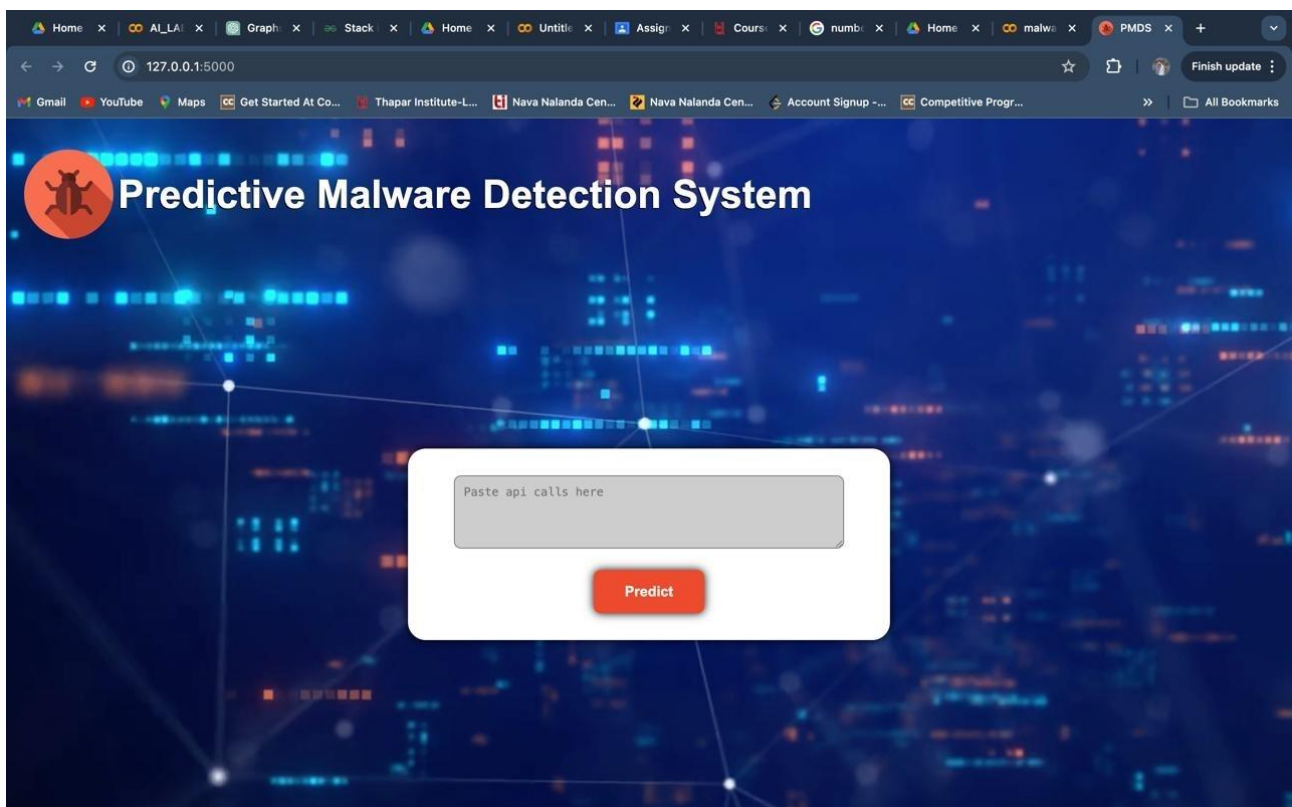 Home AI_LAE Graph Stack Home Untitle Assign Course numbe Home malwa PMDS
127.0.0.1:5000 Finish update
Gmail YouTube Maps Get Started At Co... Thapar Institute-L... Nava Nalanda Cen... Nava Nalanda Cen... Account Signup -... Competitive Progr... » All Bookmarks
Predictive Malware Detection System
Paste api calls here
Predict